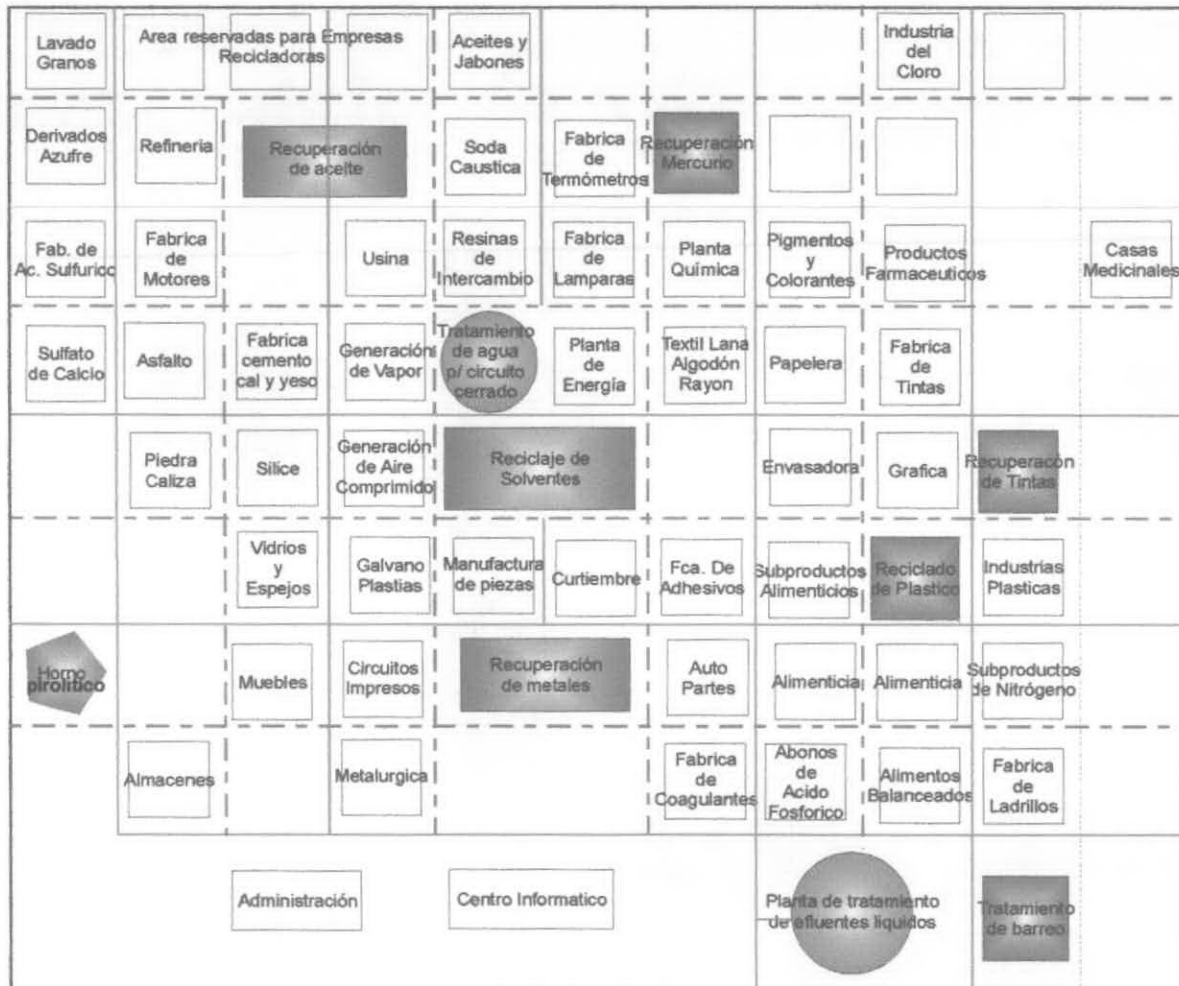 Lavado
Granos
Area reservadas para Empresas
Recicladoras
Aceites y
Jabones
Industria
del
Cloro
Derivados
Azufre
Refineria
Recuperación
de aceite
Soda
Caustica
Fabrica
de
Termómetros
Recuperación
Mercurio
Fab. de
Ac. Sulfurico
Fabrica
de
Motores
Usina
Resinas
de
Intercambio
Fabrica
de
Lamparas
Planta
Química
Pigmentos
y
Colorantes
Productos
Farmaceuticos
Casas
Medicinales
Sulfato
de Calcio
Asfalto
Fabrica
cemento
cal y yeso
Generación
de Vapor
Tratamiento
de agua
p/ circuito
cerrado
Planta
de
Energía
Textil Lana
Algodón
Rayon
Papelera
Fabrica
de
Tintas
Piedra
Caliza
Silice
Generación
de Aire
Comprimido
Reciclaje de
Solventes
Envasadora
Grafica
Recuperacón
de Tintas
Vidrios
y
Espejos
Galvano
Plastias
Manufactura
de piezas
Curtiembre
Fca. De
Adhesivos
Subproductos
Alimenticios
Reciclado
de Plastico
Industrias
Plasticas
Horno
pirolitico
Muebles
Circuitos
Impresos
Recuperación
de metales
Auto
Partes
Alimenticia
Alimenticia
Subproductos
de Nitrógeno
Almacenes
Metalurgica
Fabrica
de
Coagulantes
Abonos
de
Acido
Fosforico
Alimentos
Balanceados
Fabrica
de
Ladrillos
Administración
Centro Informatico
Planta de tratamiento
de efluentes liquidos
Tratamiento
de barreo